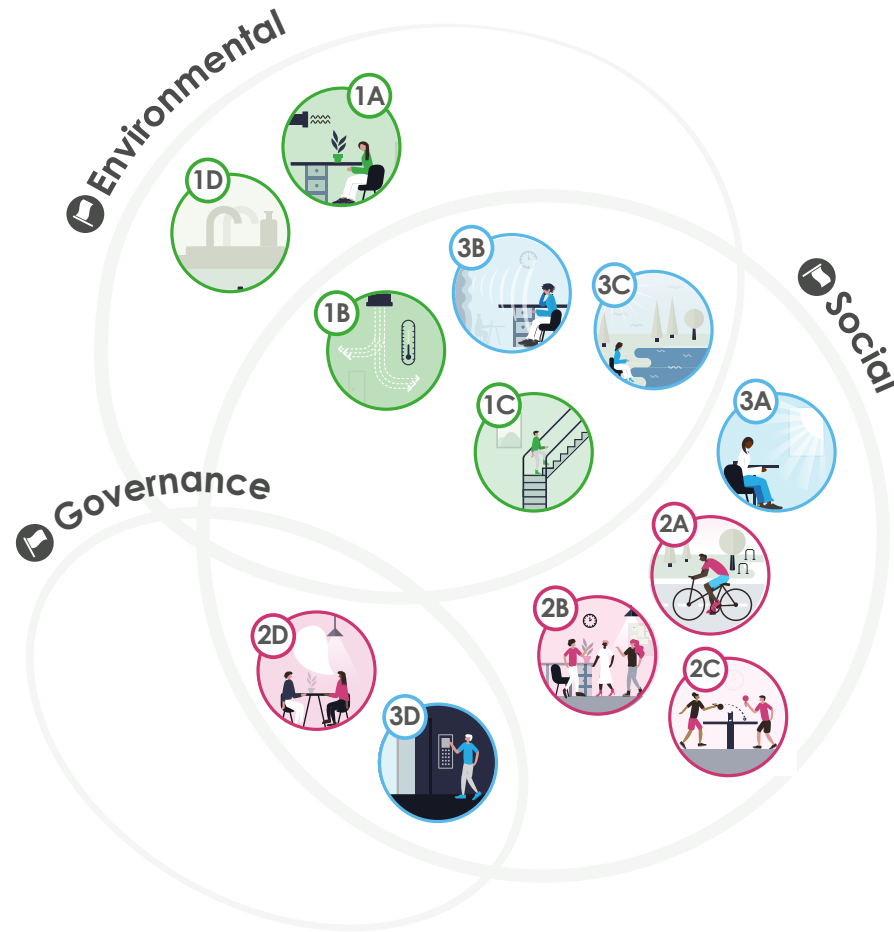 Environmental
1A
1D
3B
3C
1B
Social
3A
1C
Governance
2A
2B
2D
2C
3D